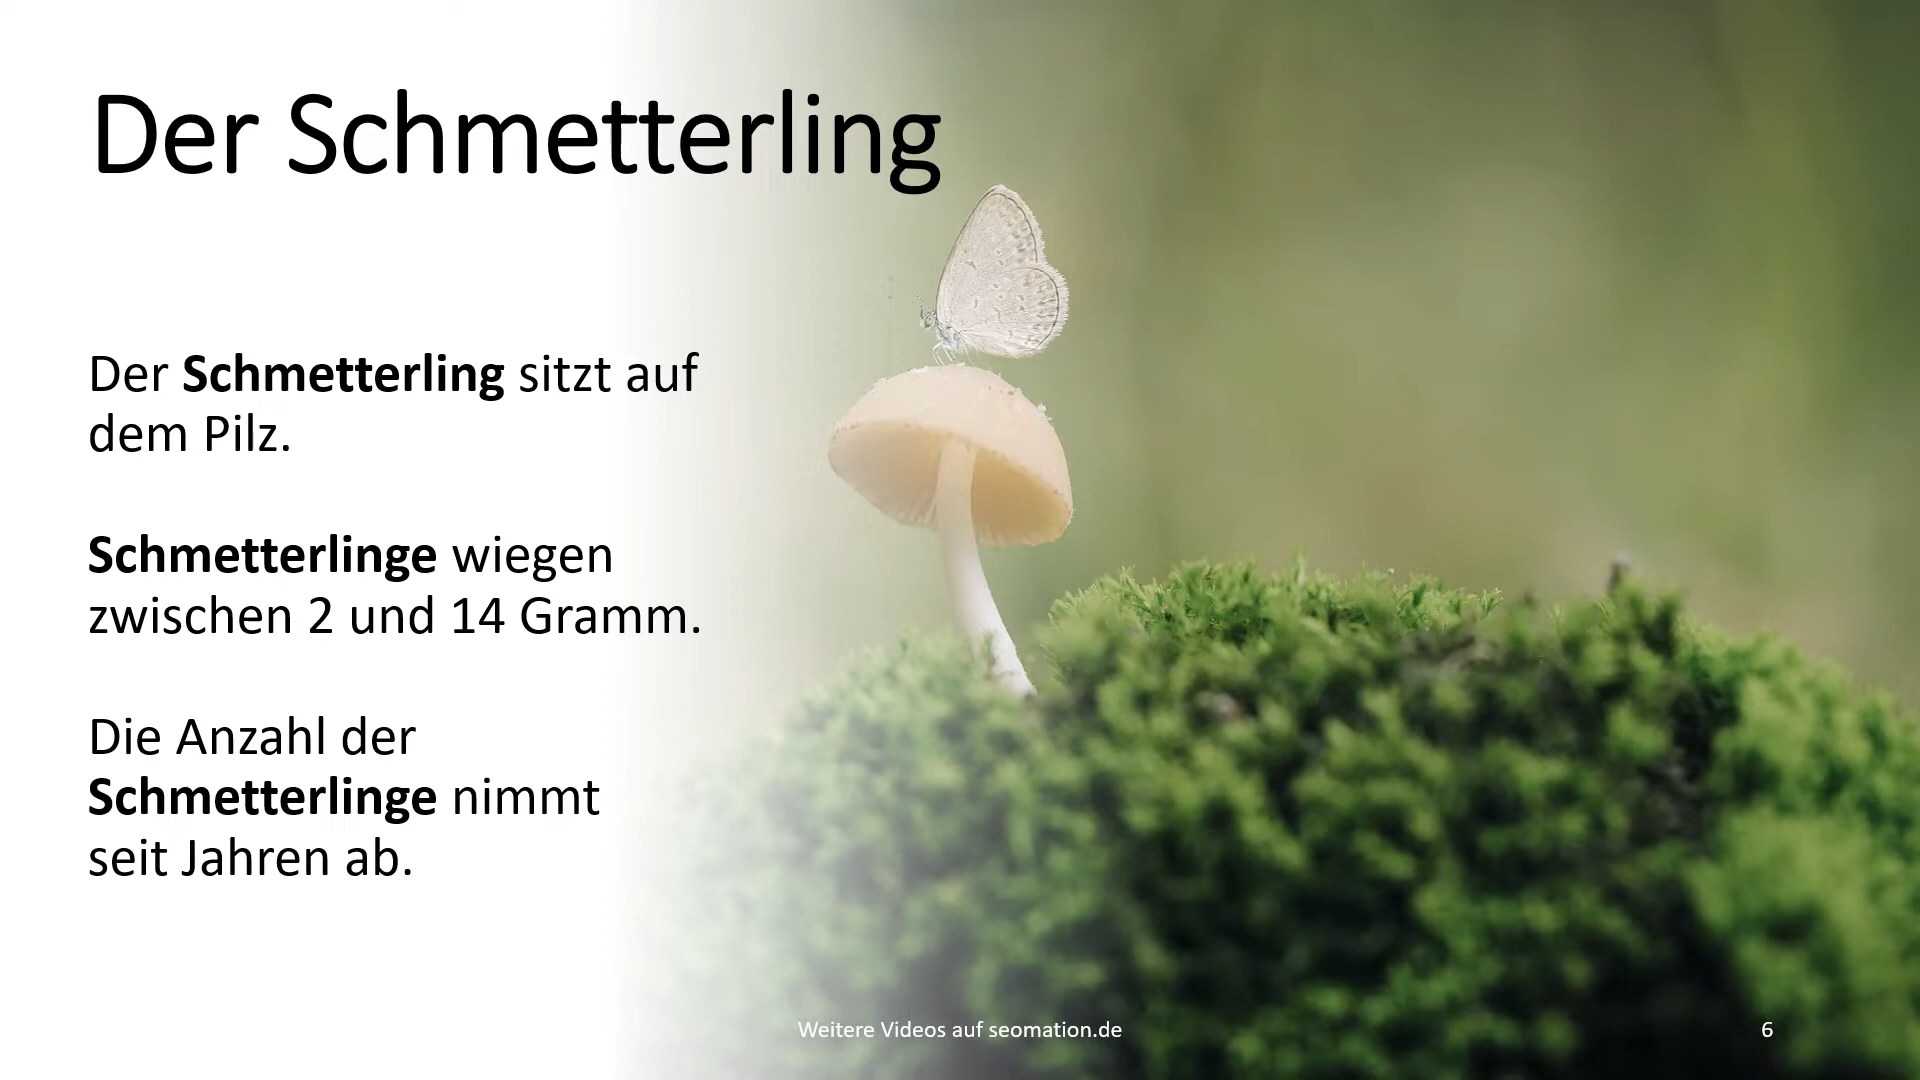 Der Schmetterling
Der Schmetterling sitzt auf
dem Pilz.
Schmetterlinge wiegen
zwischen 2 und 14 Gramm.
Die Anzahl der
Schmetterlinge nimmt
seit Jahren ab.
Weitere Videos auf seomation.de
6